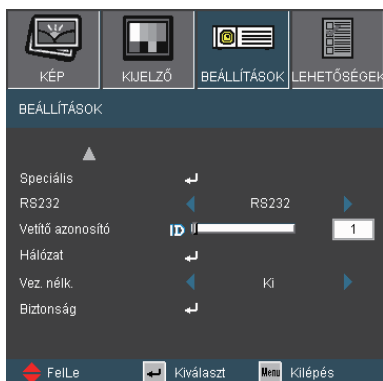 KÉP KIJELZŐ BEÁLLÍTÁSOK LEHETŐSÉGEK
BEÁLLÍTÁSOK
Speciális
RS232 RS232
Vetítő azonosító ID 1
Hálózat
Vez. nélk. Ki
Biztonság
FelLe Kiválaszt Menu Kilépés